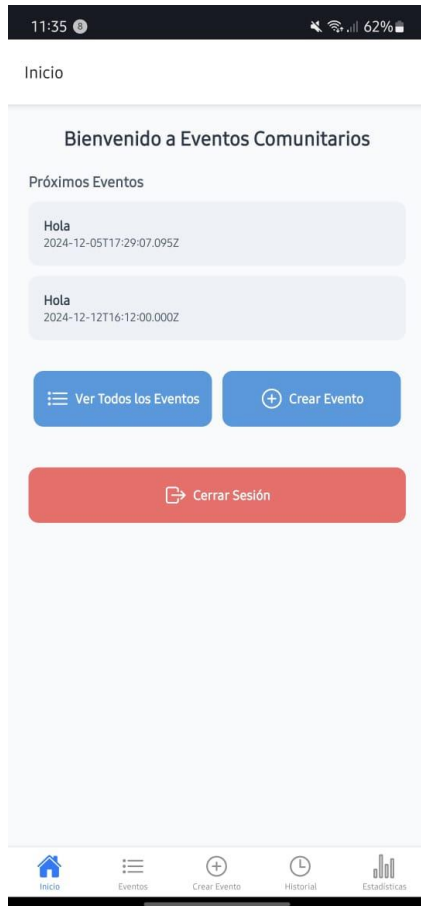 11:35 8 62%
Inicio
Bienvenido a Eventos Comunitarios
Próximos Eventos
Hola
2024-12-05T17:29:07.095Z
Hola
2024-12-12T16:12:00.000Z
Ver Todos los Eventos Crear Evento
Cerrar Sesión
Inicio Eventos Crear Evento Historial Estadísticas